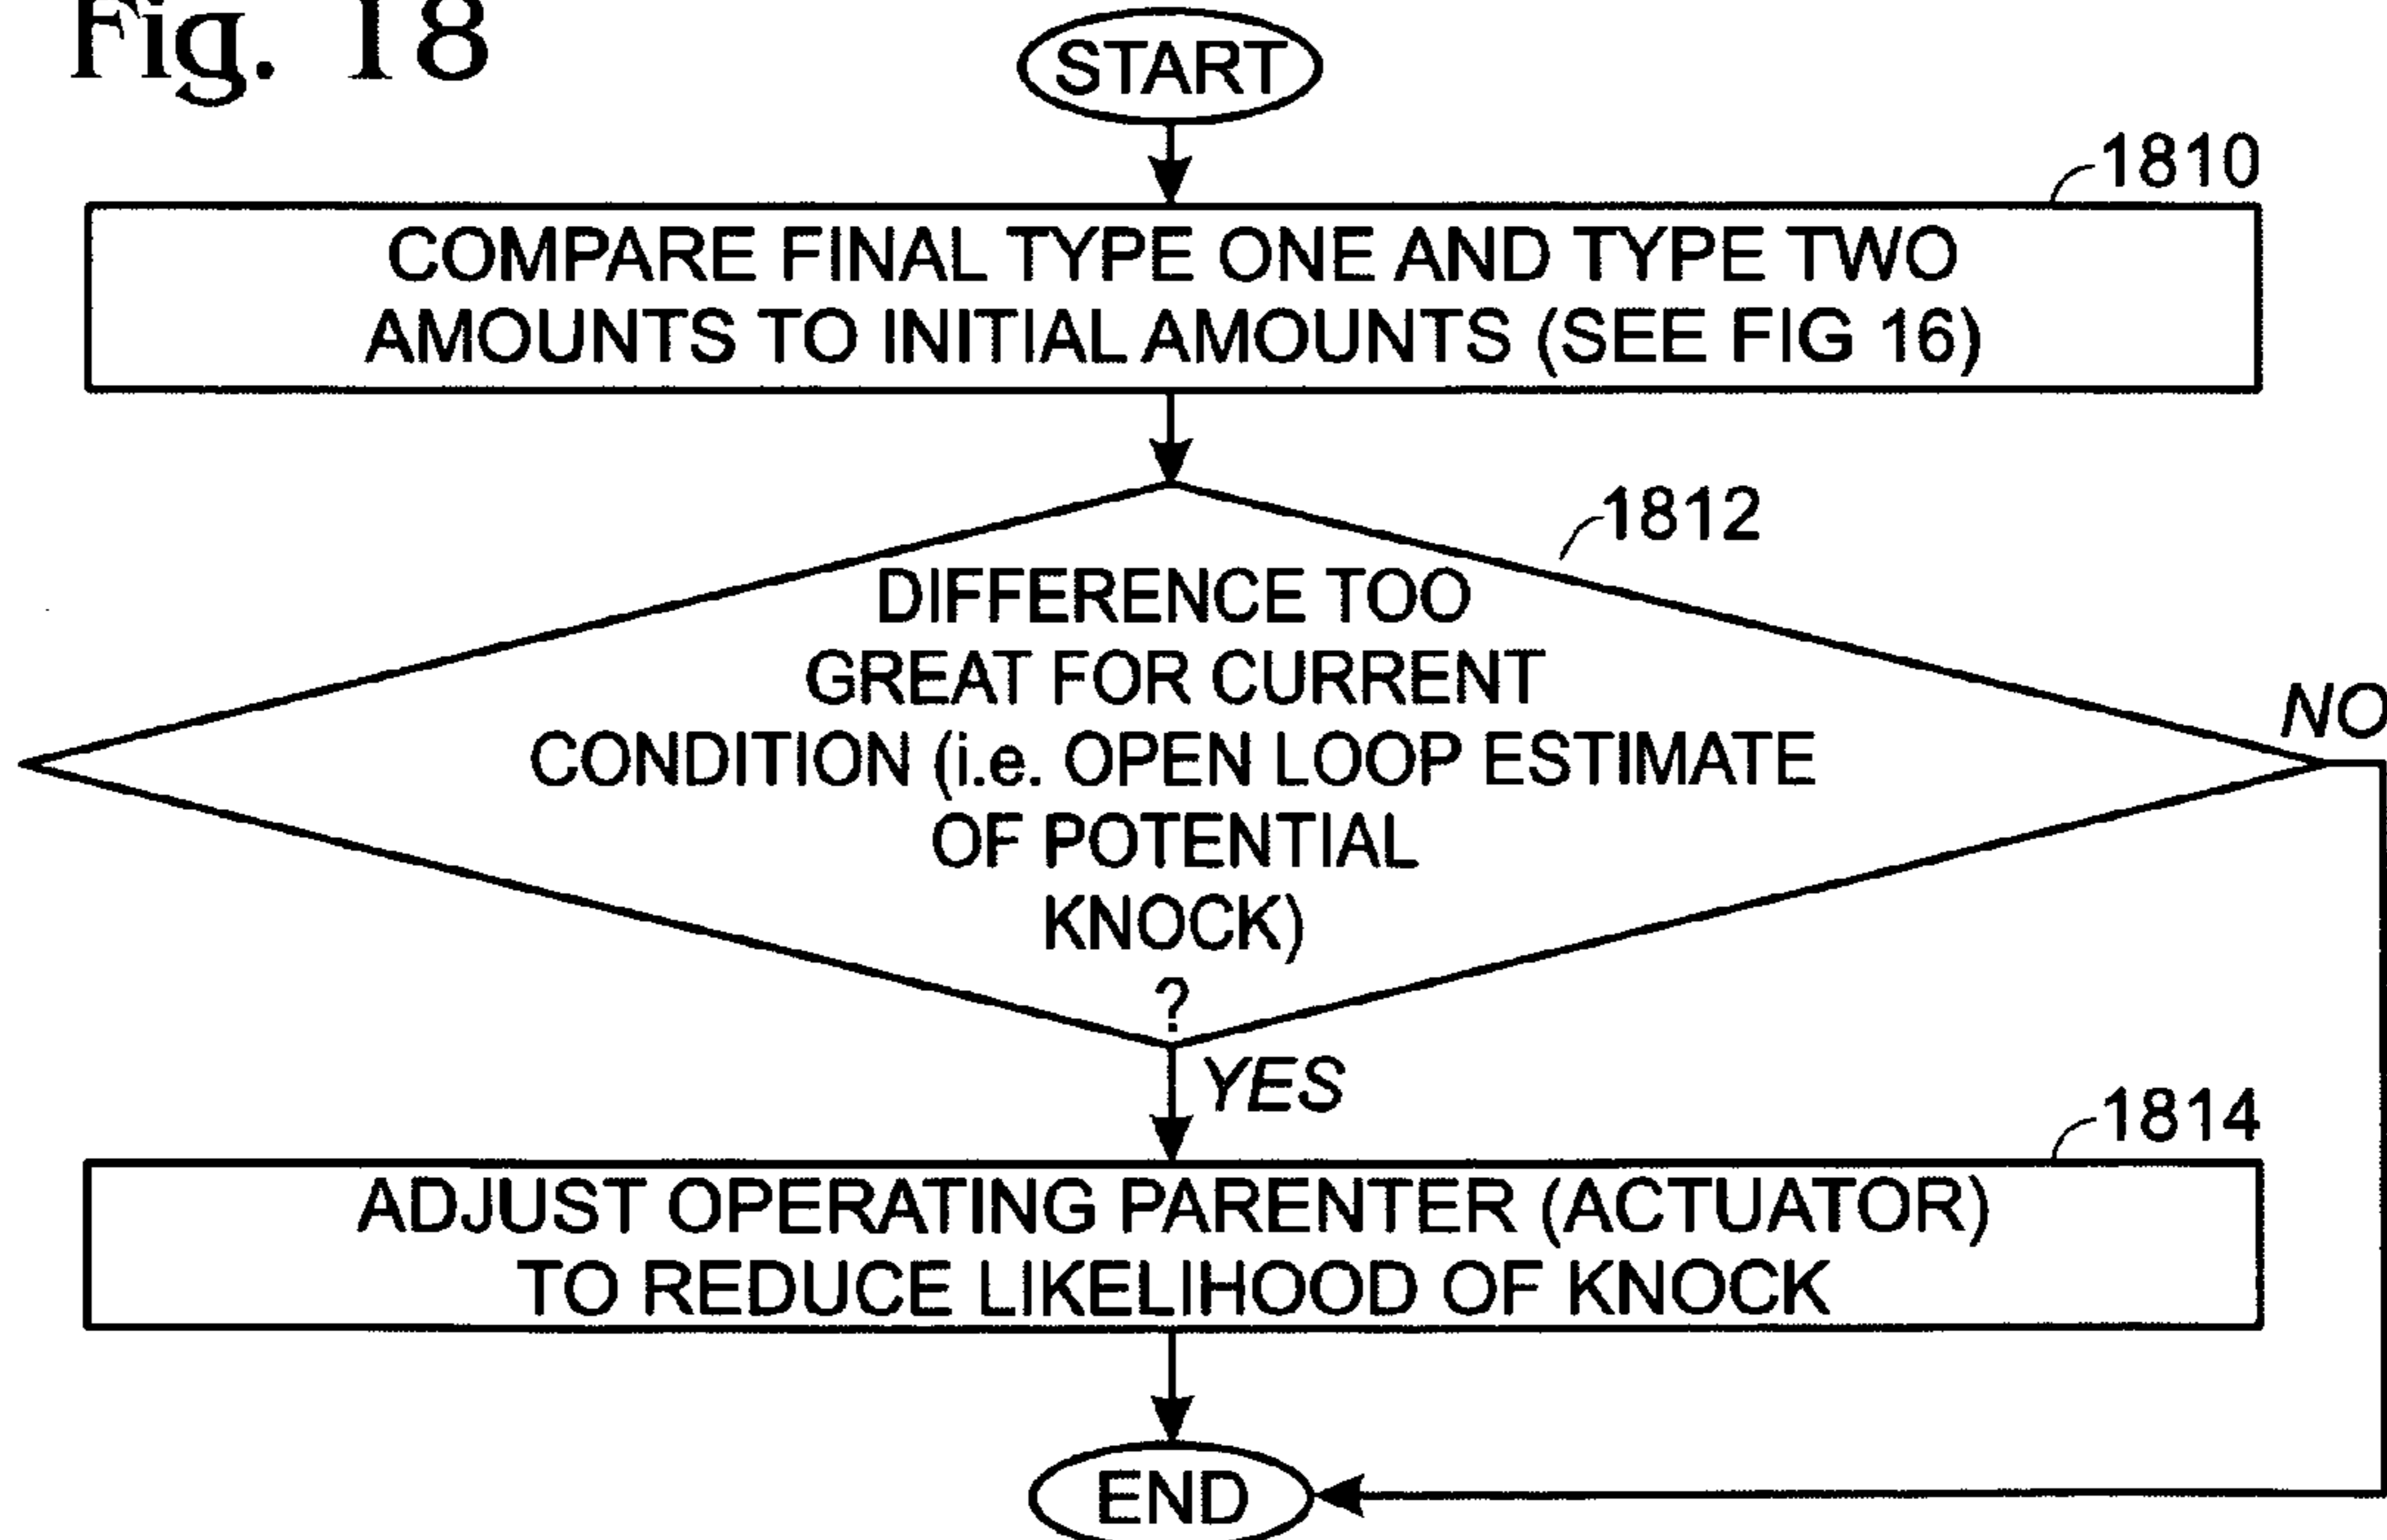 Fig. 18
START
1810
COMPARE FINAL TYPE ONE AND TYPE TWO
AMOUNTS TO INITIAL AMOUNTS (SEE FIG 16)
1812
DIFFERENCE TOO
GREAT FOR CURRENT
CONDITION (i.e. OPEN LOOP ESTIMATE
OF POTENTIAL
KNOCK)
?
NO
YES
1814
ADJUST OPERATING PARENTER (ACTUATOR)
TO REDUCE LIKELIHOOD OF KNOCK
END